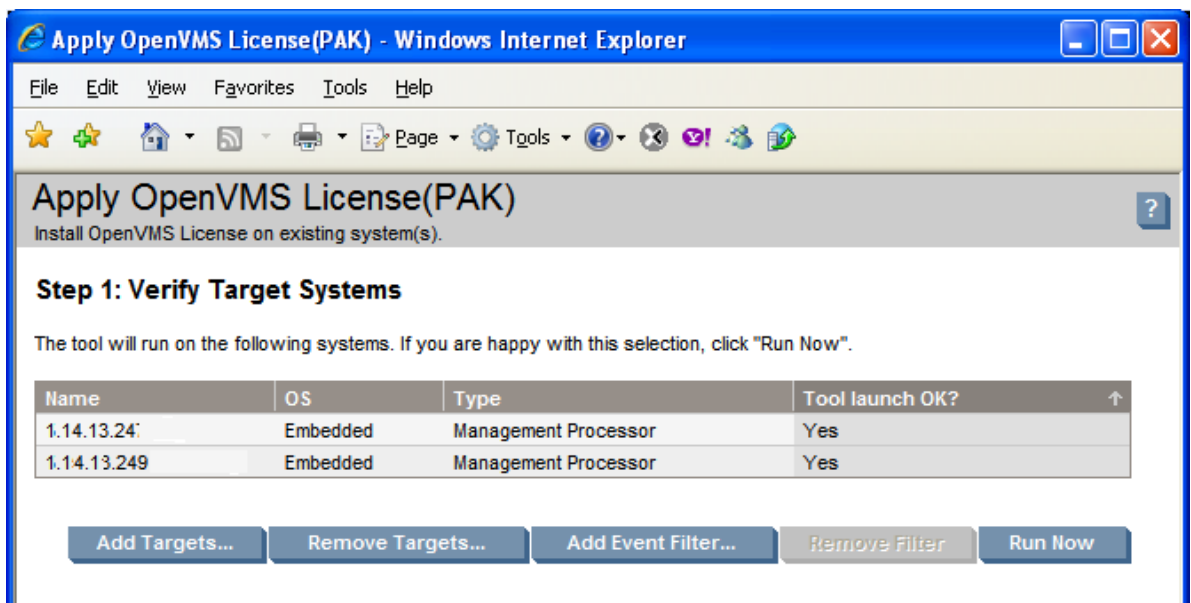 Apply OpenVMS License(PAK) - Windows Internet Explorer
File Edit View Favorites Tools Help
Page Tools
Apply OpenVMS License(PAK)
?
Install OpenVMS License on existing system(s).
Step 1: Verify Target Systems
The tool will run on the following systems. If you are happy with this selection, click "Run Now".
Name OS Type Tool launch OK?
Embedded Management Processor Yes
1.14.13.249 Embedded Management Processor Yes
Add Targets... Remove Targets... Add Event Filter... Remove Filter Run Now